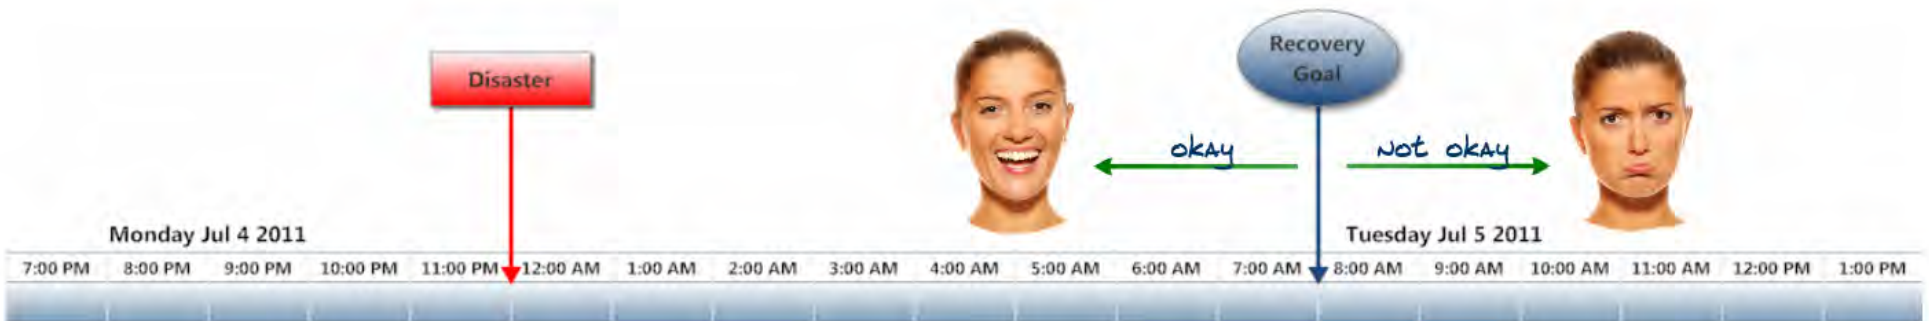 Disaster
Recovery
Goal
okay
Not okay
Monday Jul 4 2011
Tuesday Jul 5 2011
7:00 PM 8:00 PM 9:00 PM 10:00 PM 11:00 PM 12:00 AM 1:00 AM 2:00 AM 3:00 AM 4:00 AM 5:00 AM 6:00 AM 7:00 AM 8:00 AM 9:00 AM 10:00 AM 11:00 AM 12:00 PM 1:00 PM